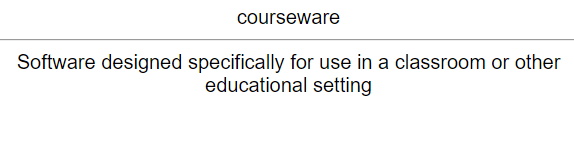 courseware
Software designed specifically for use in a classroom or other
educational setting